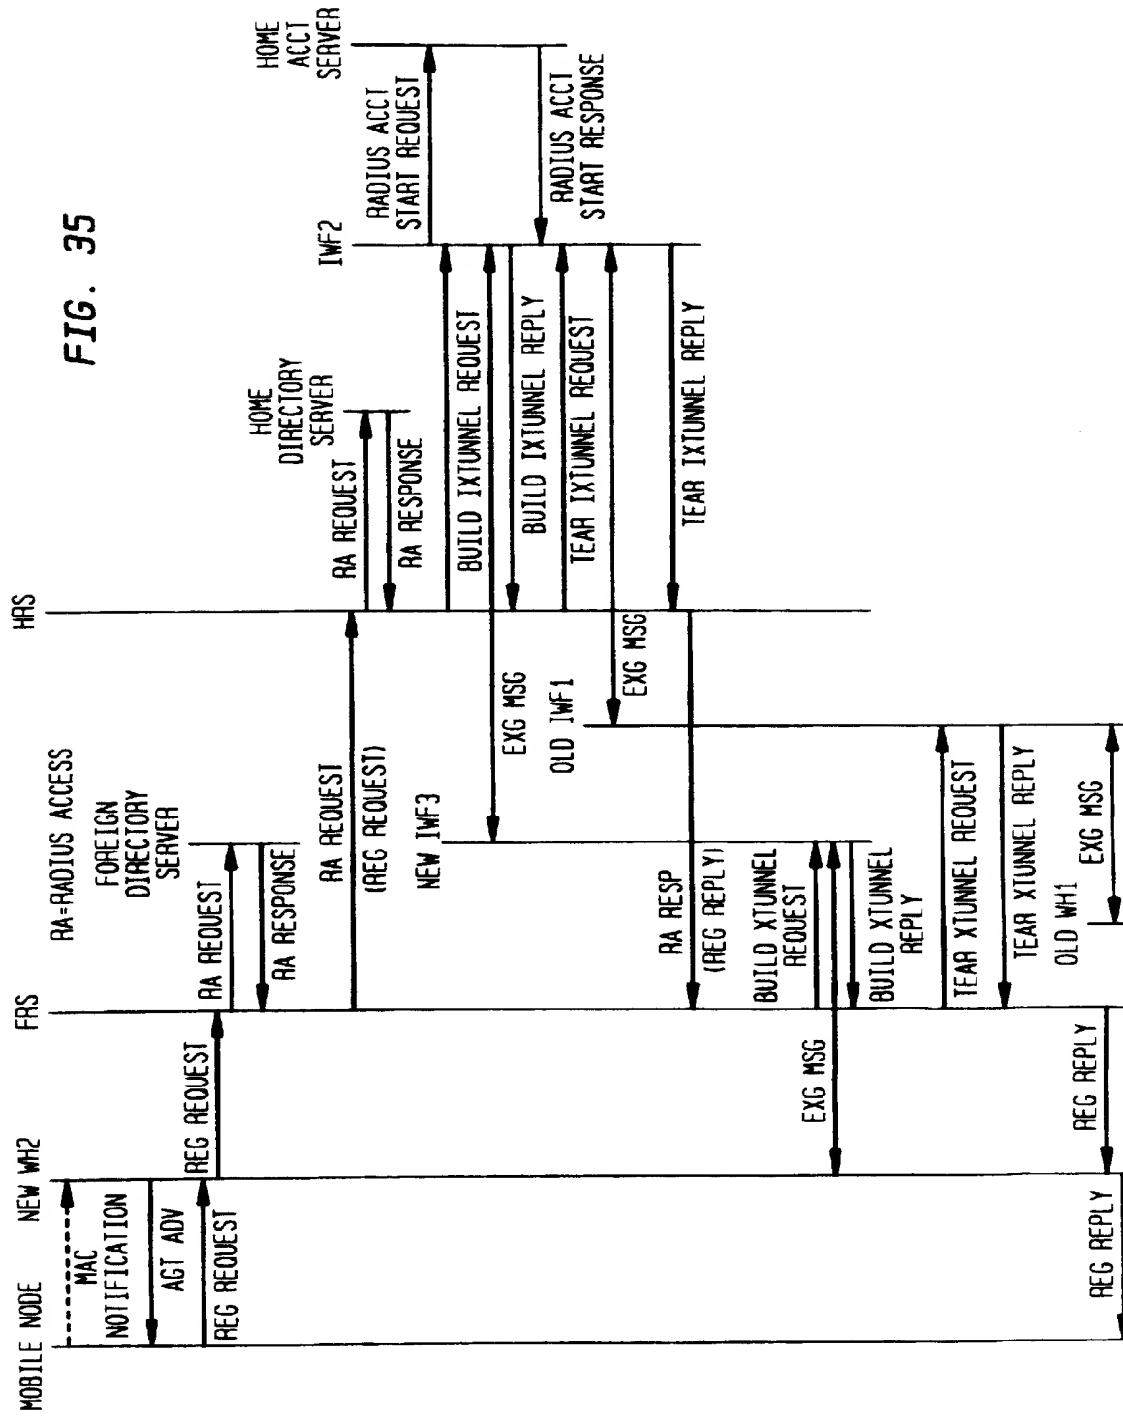 FIG. 35
RA=RADIUS ACCESS
MOBILE NODE
NEW WH2
FRS
FOREIGN
DIRECTORY
SERVER
HRS
HOME
DIRECTORY
SERVER
IWF2
HOME
ACCT
SERVER
MAC
NOTIFICATION
AGT ADV
REG REQUEST
REG REQUEST
RA REQUEST
RA RESPONSE
RA REQUEST
(REG REQUEST)
RA REQUEST
RA RESPONSE
RADIUS ACCT
START REQUEST
BUILD IXTUNNEL REQUEST
NEW IWF3
EXG MSG
BUILD IXTUNNEL REPLY
RADIUS ACCT
START RESPONSE
TEAR IXTUNNEL REQUEST
OLD IWF1
EXG MSG
TEAR IXTUNNEL REPLY
RA RESP
(REG REPLY)
BUILD XTUNNEL
REQUEST
EXG MSG
BUILD XTUNNEL
REPLY
TEAR XTUNNEL REQUEST
TEAR XTUNNEL REPLY
OLD WH1
EXG MSG
REG REPLY
REG REPLY